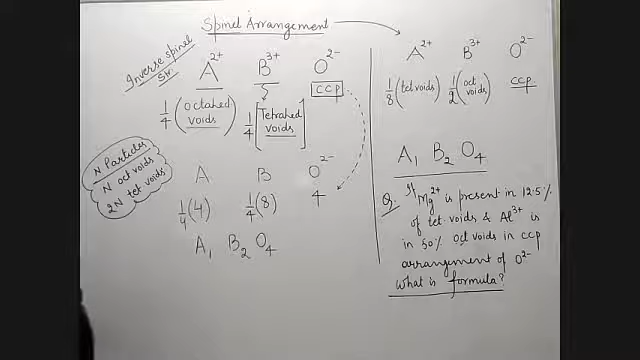 Spinel Arrangement
Inverse spinel
Str.
A²⁺ B³⁺ O²⁻
CCP
1/4 (octahed voids) 1/4 [Tetrahed voids]
N Particles
N oct voids
2N tet voids
A B O²⁻
1/4(4) 1/4(8) 4
A₁ B₂ O₄
A²⁺ B³⁺ O²⁻
1/8 (tet voids) 1/2 (oct voids) CCP
A₁ B₂ O₄
Q: If Mg²⁺ is present in 12.5%
of tet. voids & Al³⁺ is
in 50% oct voids in ccp
arrangement of O²⁻
what is formula?